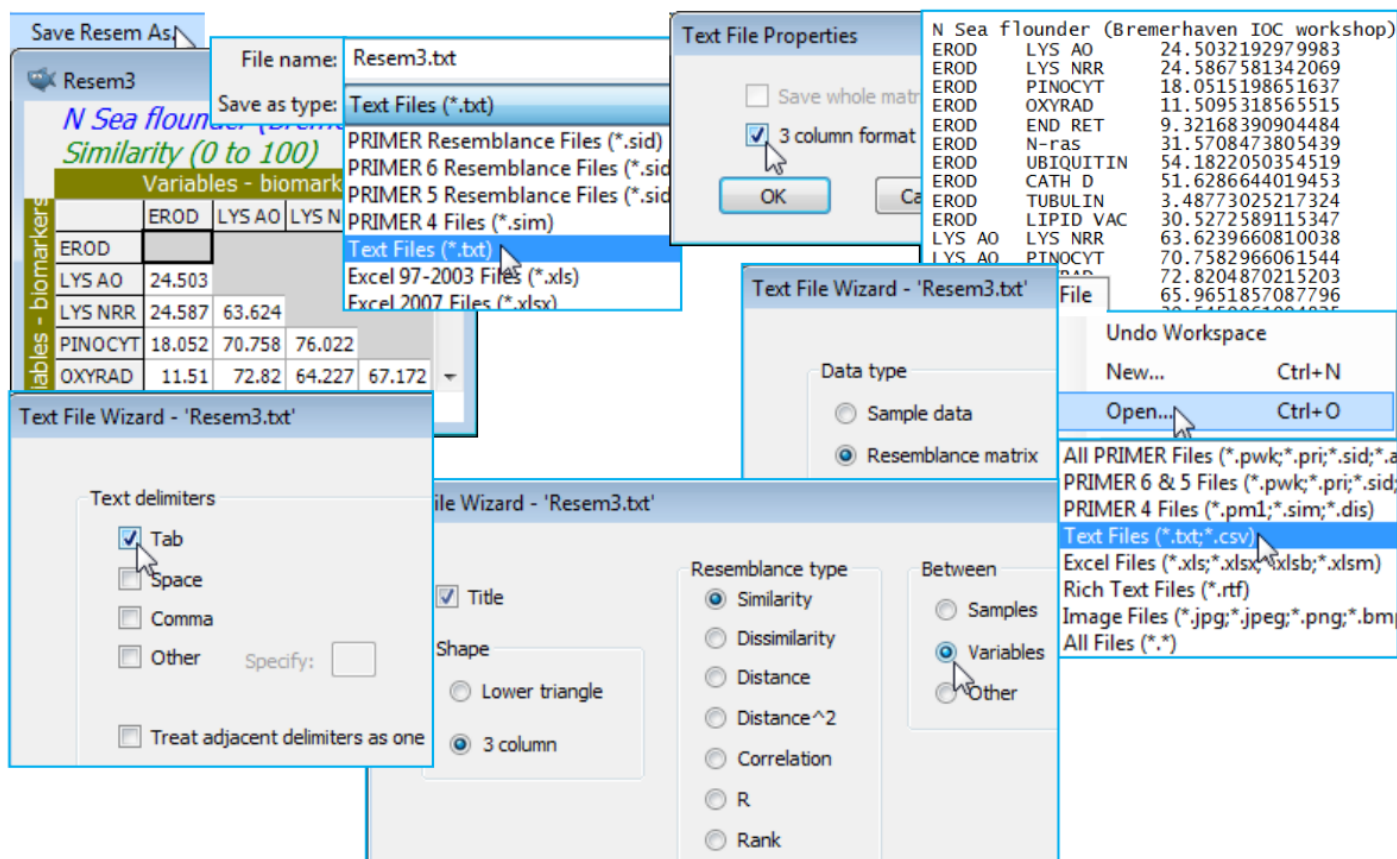 Save Resem As
Resem3
N Sea flounder (Breme
Similarity (0 to 100)
Variables - biomark
ables - biomarkers
EROD LYS AO LYS N
EROD
LYS AO 24.503
LYS NRR 24.587 63.624
PINOCYT 18.052 70.758 76.022
OXYRAD 11.51 72.82 64.227 67.172
File name: Resem3.txt
Save as type: Text Files (*.txt)
PRIMER Resemblance Files (*.sid)
PRIMER 6 Resemblance Files (*.sid
PRIMER 5 Resemblance Files (*.sid
PRIMER 4 Files (*.sim)
Text Files (*.txt)
Excel 97-2003 Files (*.xls)
Excel 2007 Files (*.xlsx)
Text File Properties
Save whole matr
3 column format
OK Ca
N Sea flounder (Bremerhaven IOC workshop)
EROD LYS AO 24.5032192979983
EROD LYS NRR 24.5867581342069
EROD PINOCYT 18.0515198651637
EROD OXYRAD 11.5095318565515
EROD END RET 9.32168390904484
EROD N-ras 31.5708473805439
EROD UBIQUITIN 54.1822050354519
EROD CATH D 51.6286644019453
EROD TUBULIN 3.48773025217324
EROD LIPID VAC 30.5272589115347
LYS AO LYS NRR 63.6239660810038
LYS AO PINOCYT 70.7582966061544
72.8204870215203
65.9651857087796
Text File Wizard - 'Resem3.txt'
Data type
Sample data
Resemblance matrix
File
Undo Workspace
New... Ctrl+N
Open... Ctrl+O
All PRIMER Files (*.pwk;*.pri;*.sid;*.a
PRIMER 6 & 5 Files (*.pwk;*.pri;*.sid;
PRIMER 4 Files (*.pm1;*.sim;*.dis)
Text Files (*.txt;*.csv)
Excel Files (*.xls;*.xlsx;*.xlsb;*.xlsm)
Rich Text Files (*.rtf)
Image Files (*.jpg;*.jpeg;*.png;*.bmp
All Files (*.*)
Text File Wizard - 'Resem3.txt'
Text delimiters
Tab
Space
Comma
Other Specify:
Treat adjacent delimiters as one
ile Wizard - 'Resem3.txt'
Title
Shape
Lower triangle
3 column
Resemblance type
Similarity
Dissimilarity
Distance
Distance^2
Correlation
R
Rank
Between
Samples
Variables
Other